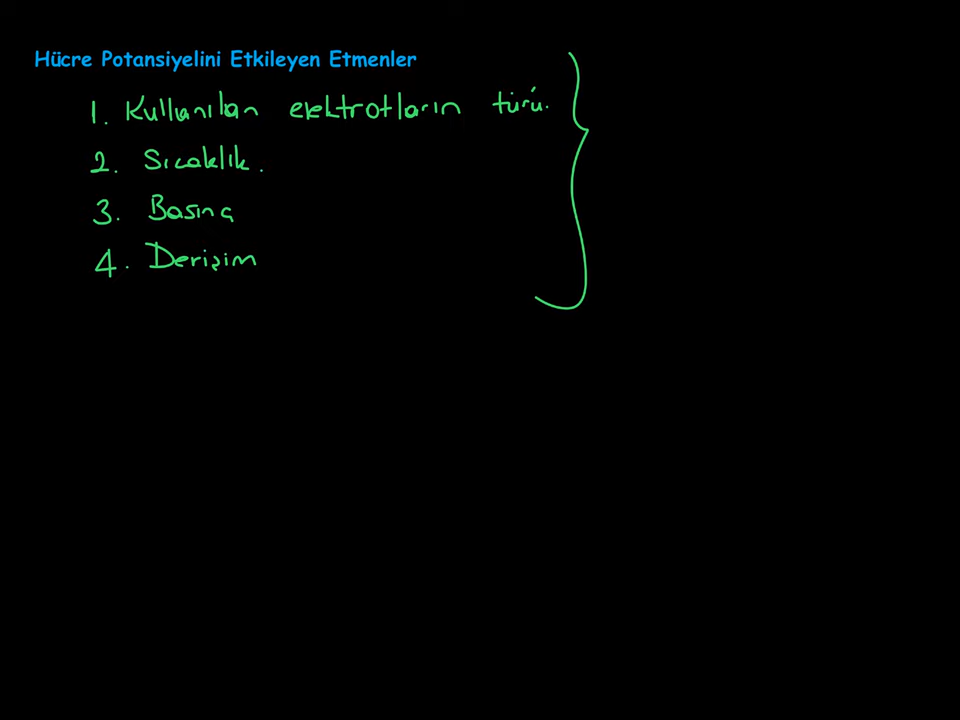 Hücre Potansiyelini Etkileyen Etmenler
1. Kullanılan elektrotların türü.
2. Sıcaklık.
3. Basınç
4. Derişim